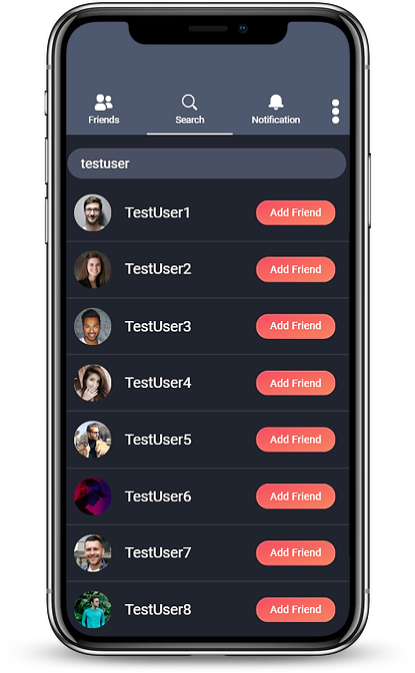 Friends Search Notification
testuser
TestUser1 Add Friend
TestUser2 Add Friend
TestUser3 Add Friend
TestUser4 Add Friend
TestUser5 Add Friend
TestUser6 Add Friend
TestUser7 Add Friend
TestUser8 Add Friend